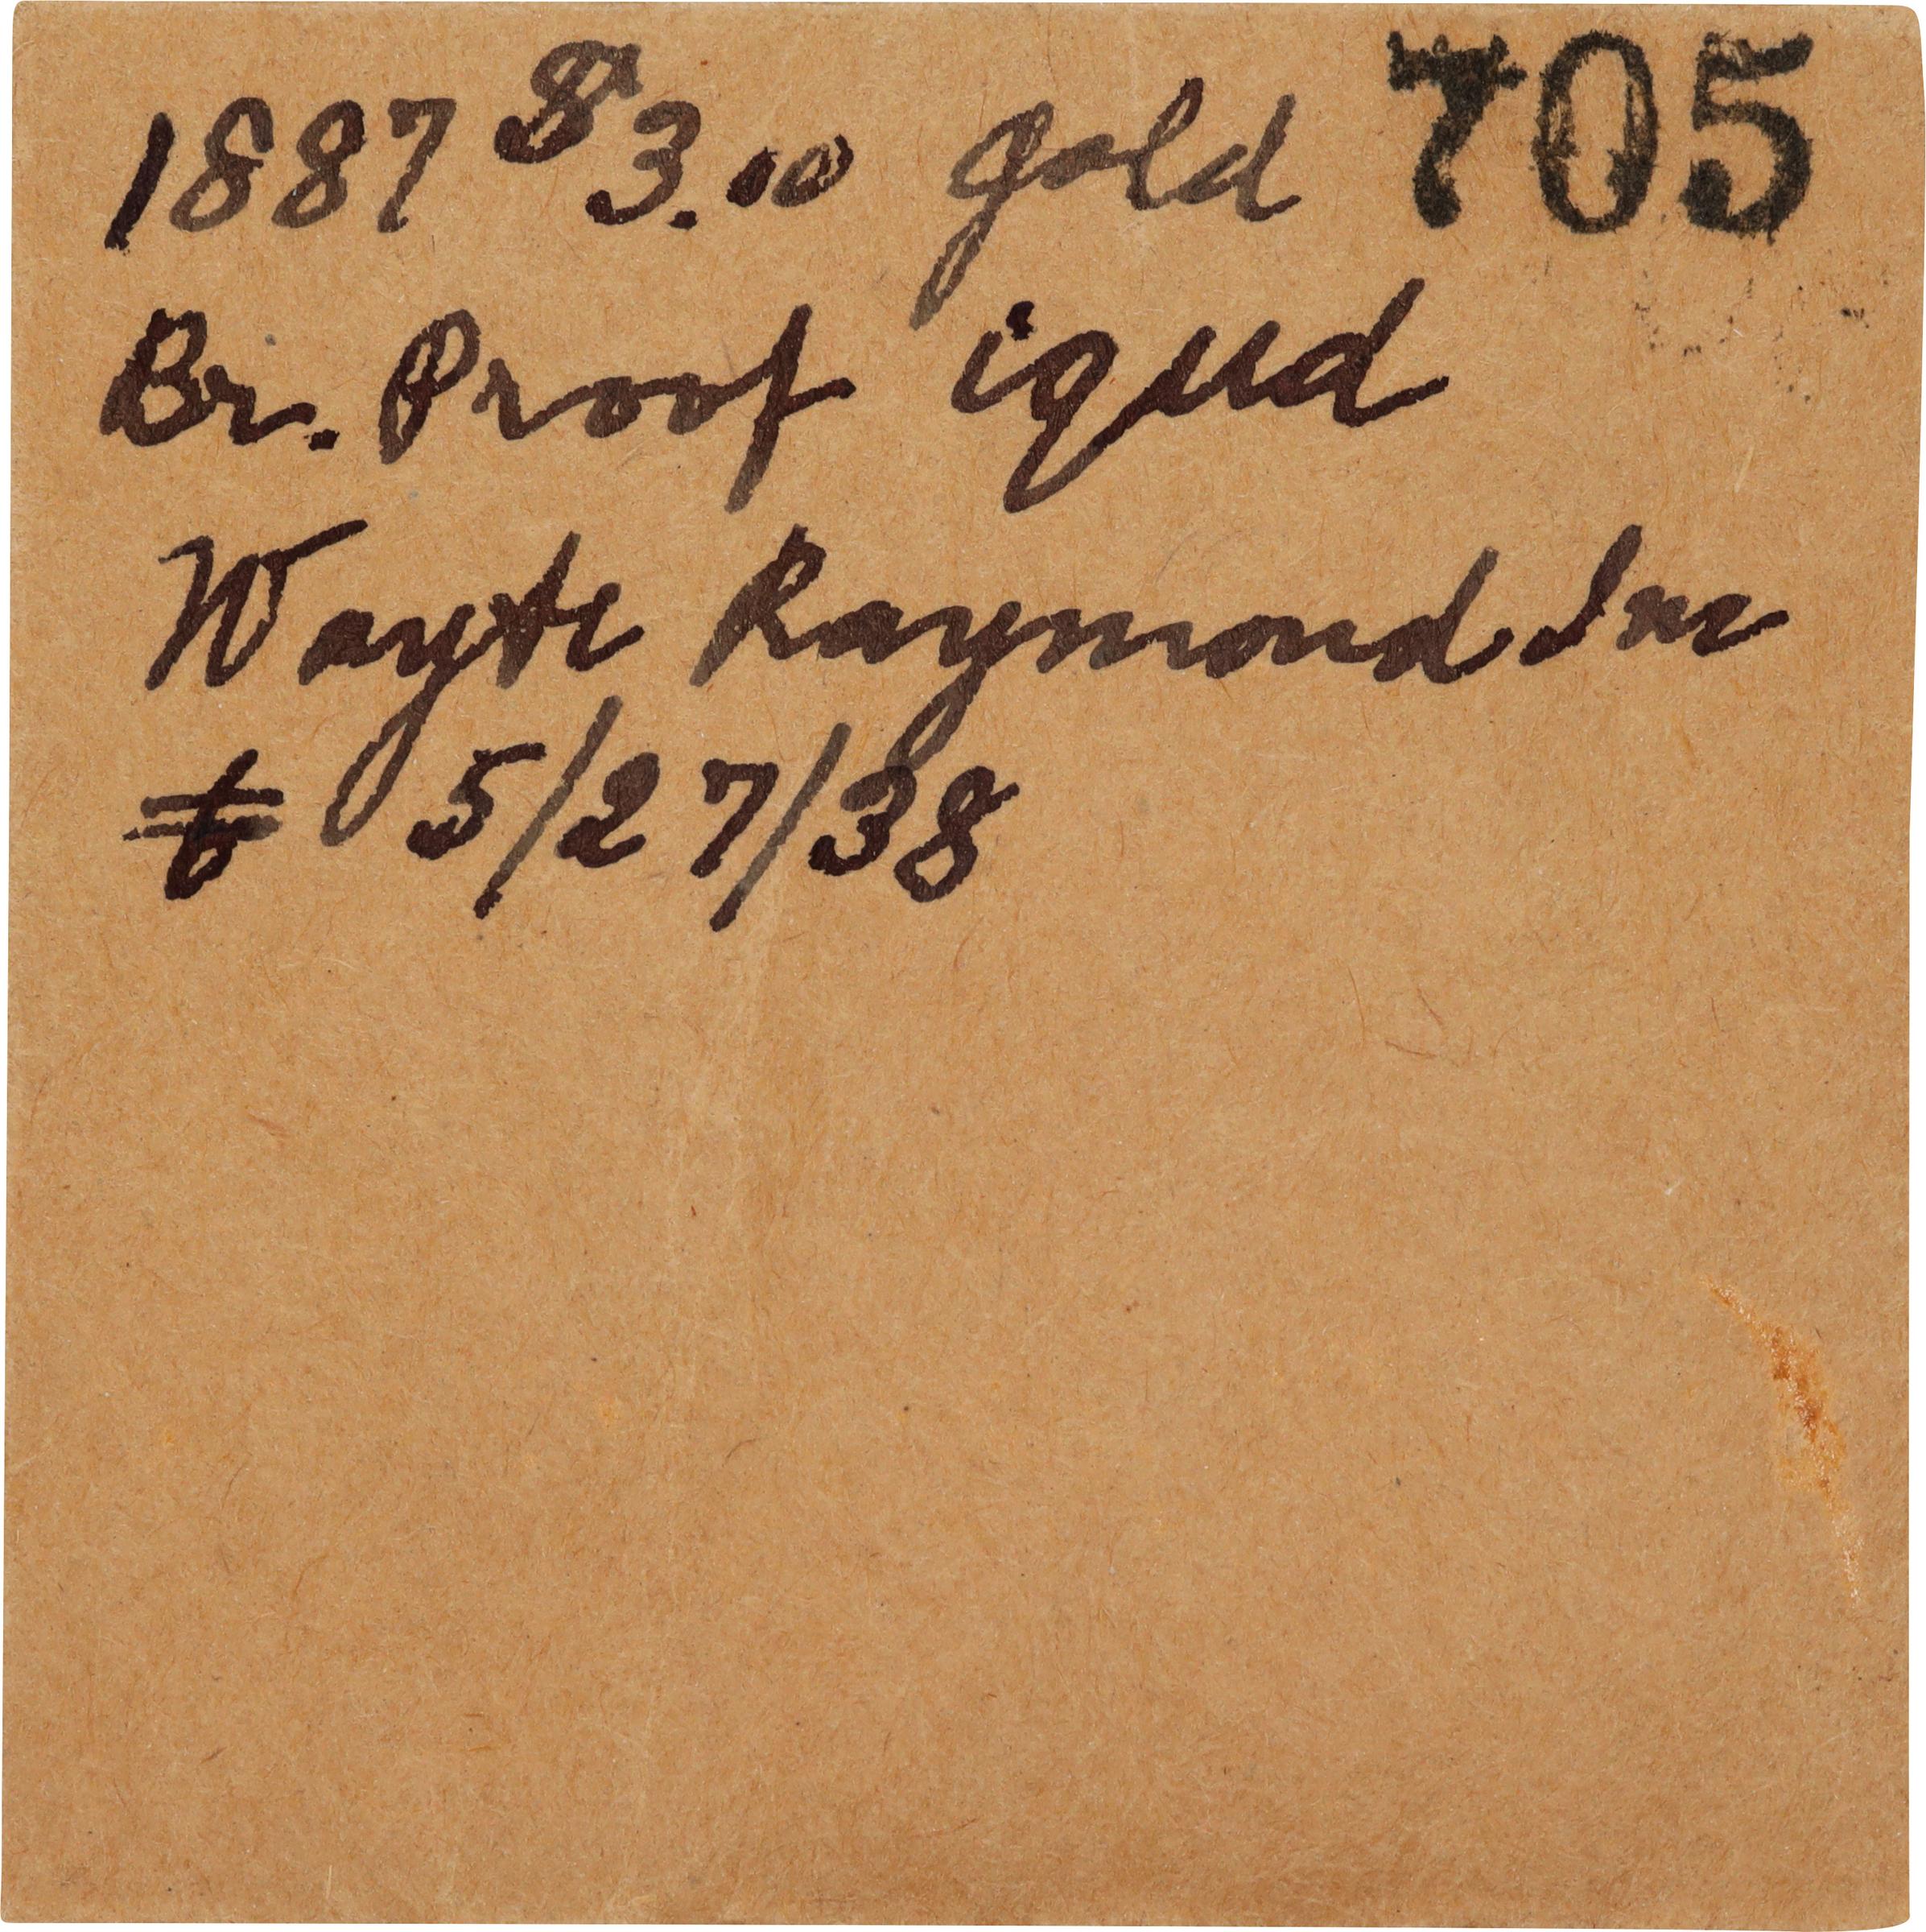 1887 $3.00 gold 705
Br. Proof iqud
Wayte Raymond Inc
5/27/38